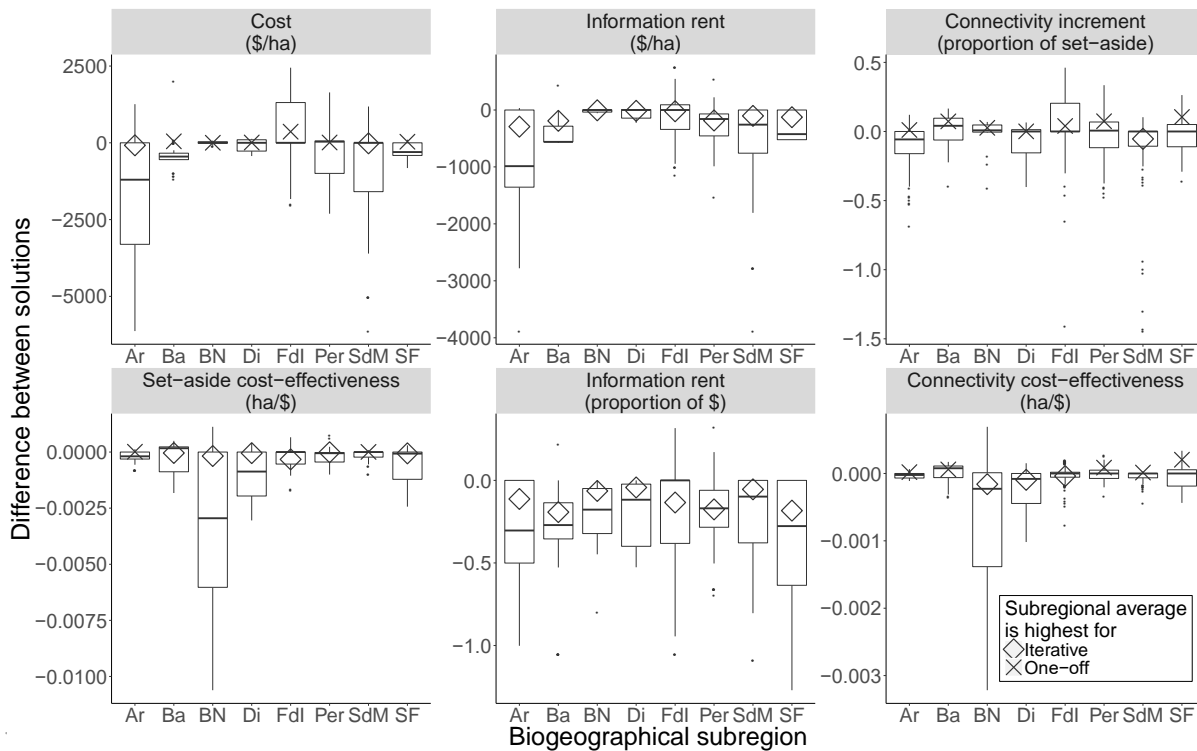 Cost
($/ha)
Information rent
($/ha)
Connectivity increment
(proportion of set−aside)
2500
0
−2500
−5000
0
−1000
−2000
−3000
−4000
0.5
0.0
−0.5
−1.0
−1.5
Ar Ba BN Di FdI Per SdM SF
Ar Ba BN Di FdI Per SdM SF
Ar Ba BN Di FdI Per SdM SF
Set−aside cost−effectiveness
(ha/$)
Information rent
(proportion of $)
Connectivity cost−effectiveness
(ha/$)
Difference between solutions
0.0000
−0.0025
−0.0050
−0.0075
−0.0100
0.0
−0.5
−1.0
0.000
−0.001
−0.002
−0.003
Subregional average
is highest for
Iterative
One−off
Ar Ba BN Di FdI Per SdM SF
Ar Ba BN Di FdI Per SdM SF
Ar Ba BN Di FdI Per SdM SF
Biogeographical subregion